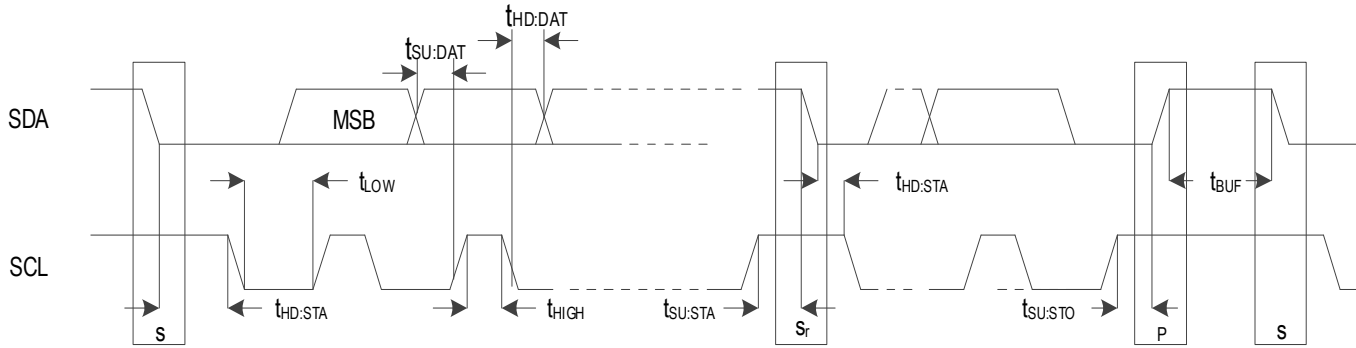 tHD:DAT
tSU:DAT
SDA
MSB
tLOW
tHD:STA
tBUF
SCL
tHD:STA
tHIGH
tSU:STA
tSU:STO
S
Sr
P
S